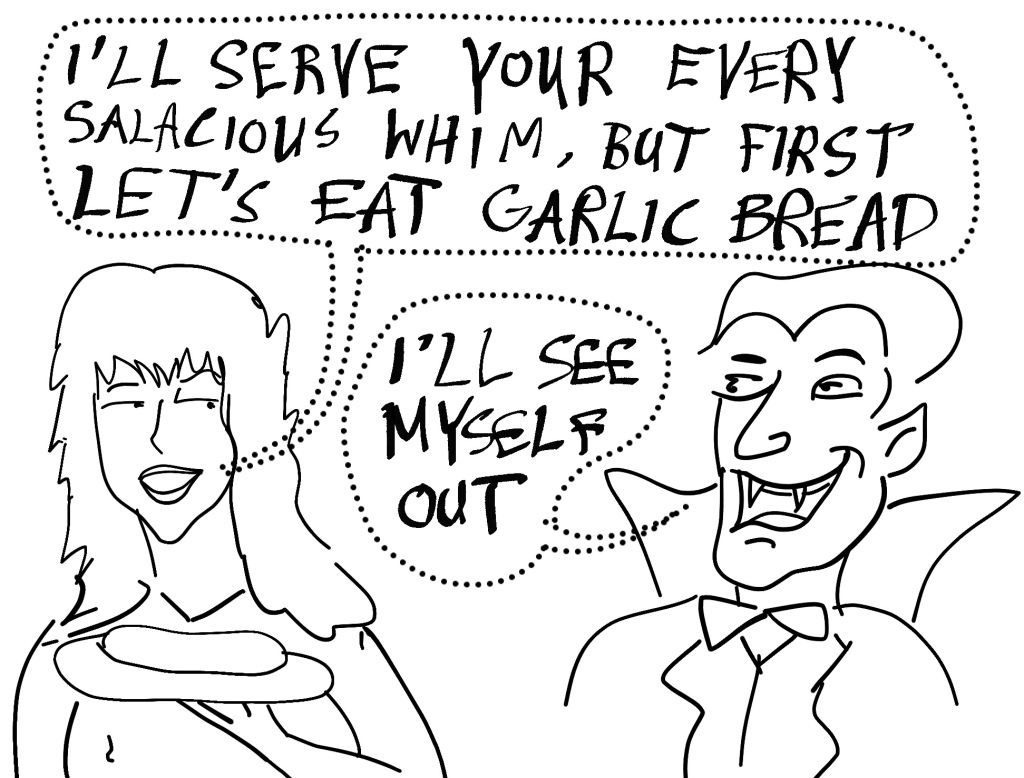 I'LL SERVE YOUR EVERY
SALACIOUS WHIM, BUT FIRST
LET'S EAT GARLIC BREAD
I'LL SEE
MYSELF
OUT